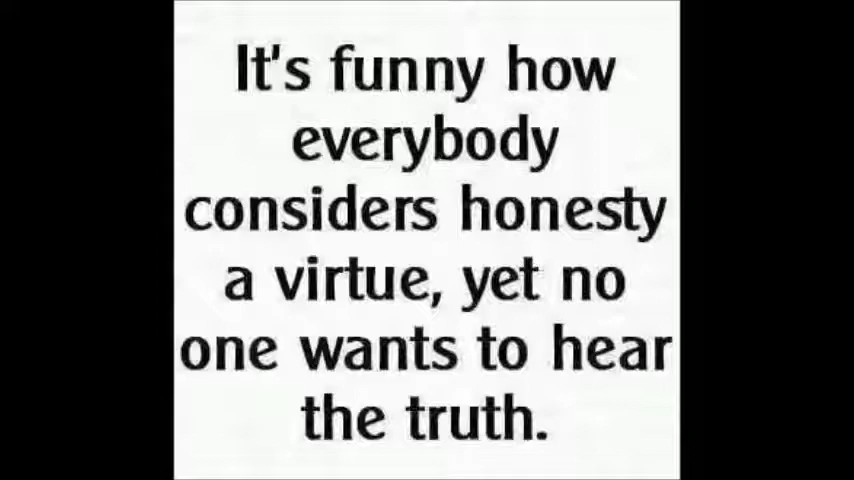 It's funny how
everybody
considers honesty
a virtue, yet no
one wants to hear
the truth.